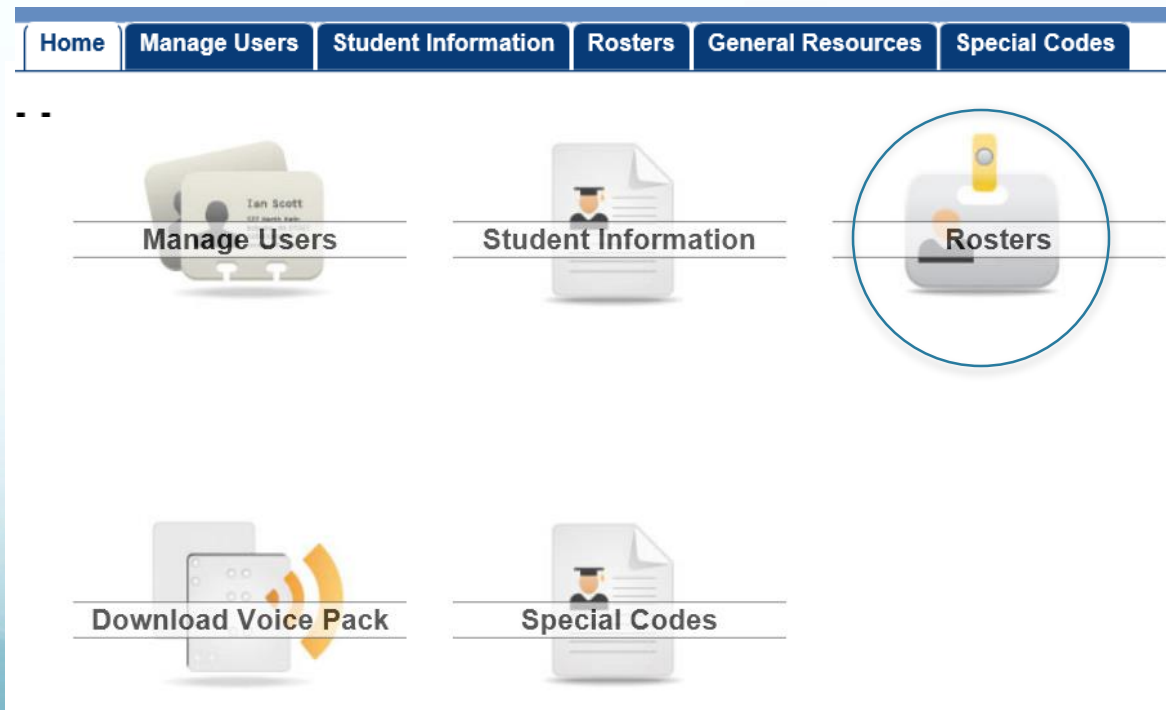 Home Manage Users Student Information Rosters General Resources Special Codes
Ian Scott
Manage Users
Student Information
Rosters
Download Voice Pack
Special Codes